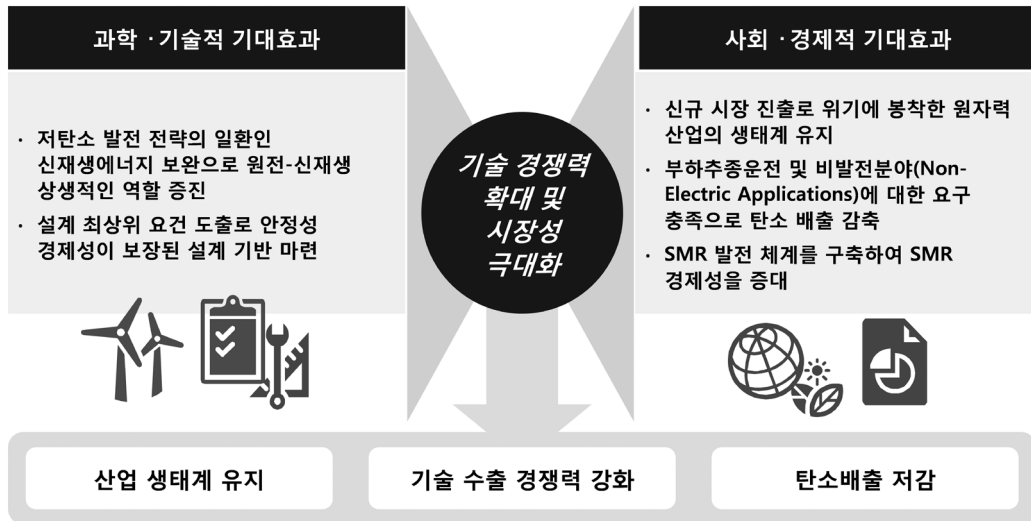 과학 · 기술적 기대효과
· 저탄소 발전 전략의 일환인
신재생에너지 보완으로 원전-신재생
상생적인 역할 증진
· 설계 최상위 요건 도출로 안정성
경제성이 보장된 설계 기반 마련
기술 경쟁력
확대 및
시장성
극대화
사회 · 경제적 기대효과
· 신규 시장 진출로 위기에 봉착한 원자력
산업의 생태계 유지
· 부하추종운전 및 비발전분야(Non-
Electric Applications)에 대한 요구
충족으로 탄소 배출 감축
· SMR 발전 체계를 구축하여 SMR
경제성을 증대
산업 생태계 유지
기술 수출 경쟁력 강화
탄소배출 저감